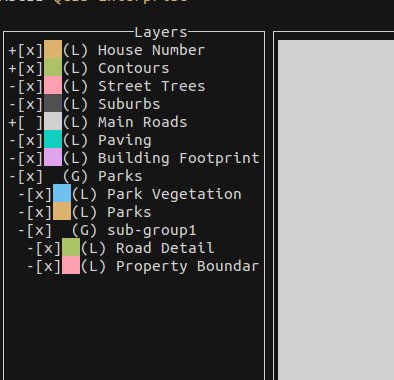 Layers
+[x] (L) House Number
+[x] (L) Contours
-[x] (L) Street Trees
-[x] (L) Suburbs
+[ ] (L) Main Roads
-[x] (L) Paving
-[x] (L) Building Footprint
-[x] (G) Parks
-[x] (L) Park Vegetation
-[x] (L) Parks
-[x] (G) sub-group1
-[x] (L) Road Detail
-[x] (L) Property Boundar